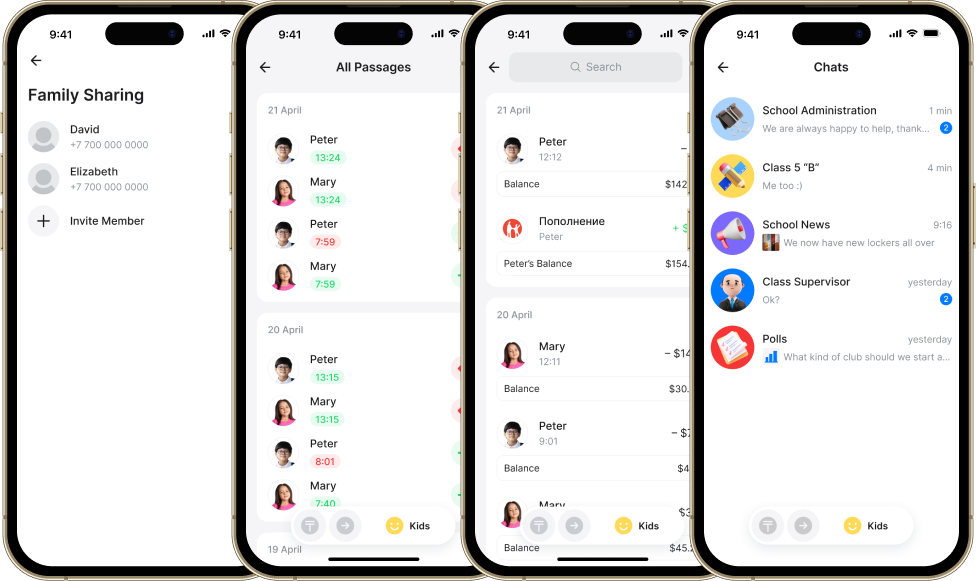 9:41
Family Sharing
David
+7 700 000 0000
Elizabeth
+7 700 000 0000
Invite Member
9:41
All Passages
21 April
Peter
13:24
Mary
13:24
Peter
7:59
Mary
7:59
20 April
Peter
13:15
Mary
13:15
Peter
8:01
Mary
7:40
19 April
Kids
9:41
Search
21 April
Peter
12:12
–
Balance
$142.
Пополнение
Peter
+ $
Peter's Balance
$154.
20 April
Mary
12:11
– $14
Balance
$30.
Peter
9:01
– $7
Balance
$4
Mary
$3
Balance
$45.2
Kids
9:41
Chats
School Administration
1 min
We are always happy to help, thank...
2
Class 5 “B”
4 min
Me too :)
School News
9:16
We now have new lockers all over
Class Supervisor
yesterday
Ok?
2
Polls
yesterday
What kind of club should we start a...
Kids